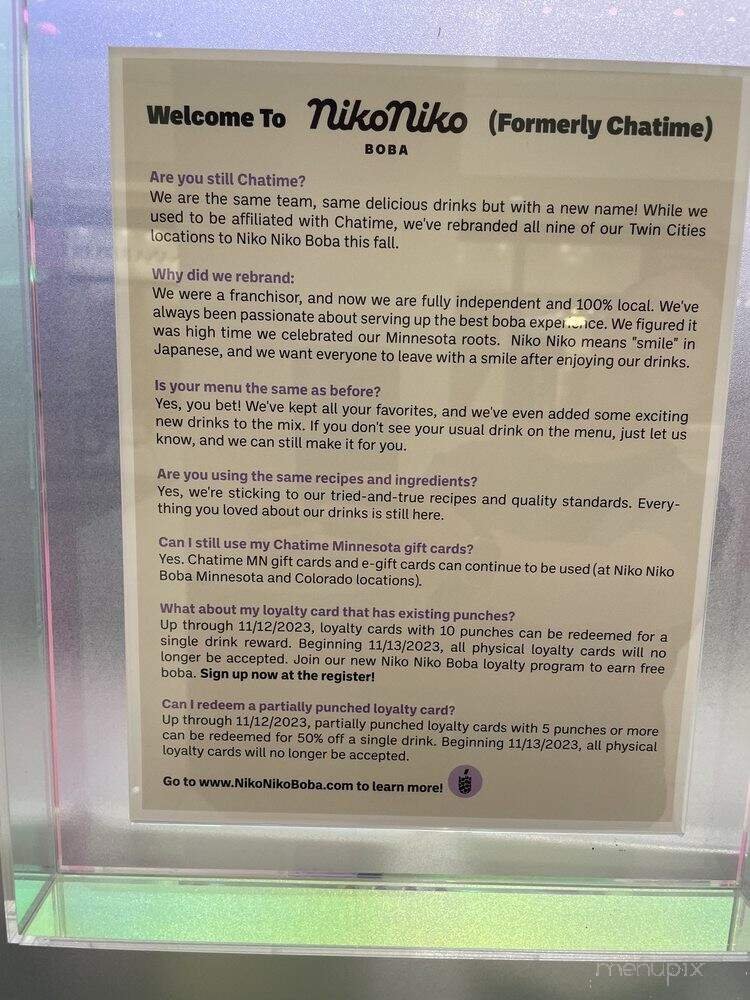 Welcome To NikoNiko (Formerly Chatime)
BOBA
Are you still Chatime?
We are the same team, same delicious drinks but with a new name! While we
used to be affiliated with Chatime, we've rebranded all nine of our Twin Cities
locations to Niko Niko Boba this fall.
Why did we rebrand:
We were a franchisor, and now we are fully independent and 100% local. We've
always been passionate about serving up the best boba experience. We figured it
was high time we celebrated our Minnesota roots. Niko Niko means "smile" in
Japanese, and we want everyone to leave with a smile after enjoying our drinks.
Is your menu the same as before?
Yes, you bet! We've kept all your favorites, and we've even added some exciting
new drinks to the mix. If you don't see your usual drink on the menu, just let us
know, and we can still make it for you.
Are you using the same recipes and ingredients?
Yes, we're sticking to our tried-and-true recipes and quality standards. Every-
thing you loved about our drinks is still here.
Can I still use my Chatime Minnesota gift cards?
Yes. Chatime MN gift cards and e-gift cards can continue to be used (at Niko Niko
Boba Minnesota and Colorado locations).
What about my loyalty card that has existing punches?
Up through 11/12/2023, loyalty cards with 10 punches can be redeemed for a
single drink reward. Beginning 11/13/2023, all physical loyalty cards will no
longer be accepted. Join our new Niko Niko Boba loyalty program to earn free
boba. Sign up now at the register!
Can I redeem a partially punched loyalty card?
Up through 11/12/2023, partially punched loyalty cards with 5 punches or more
can be redeemed for 50% off a single drink. Beginning 11/13/2023, all physical
loyalty cards will no longer be accepted.
Go to www.NikoNikoBoba.com to learn more!
menupix